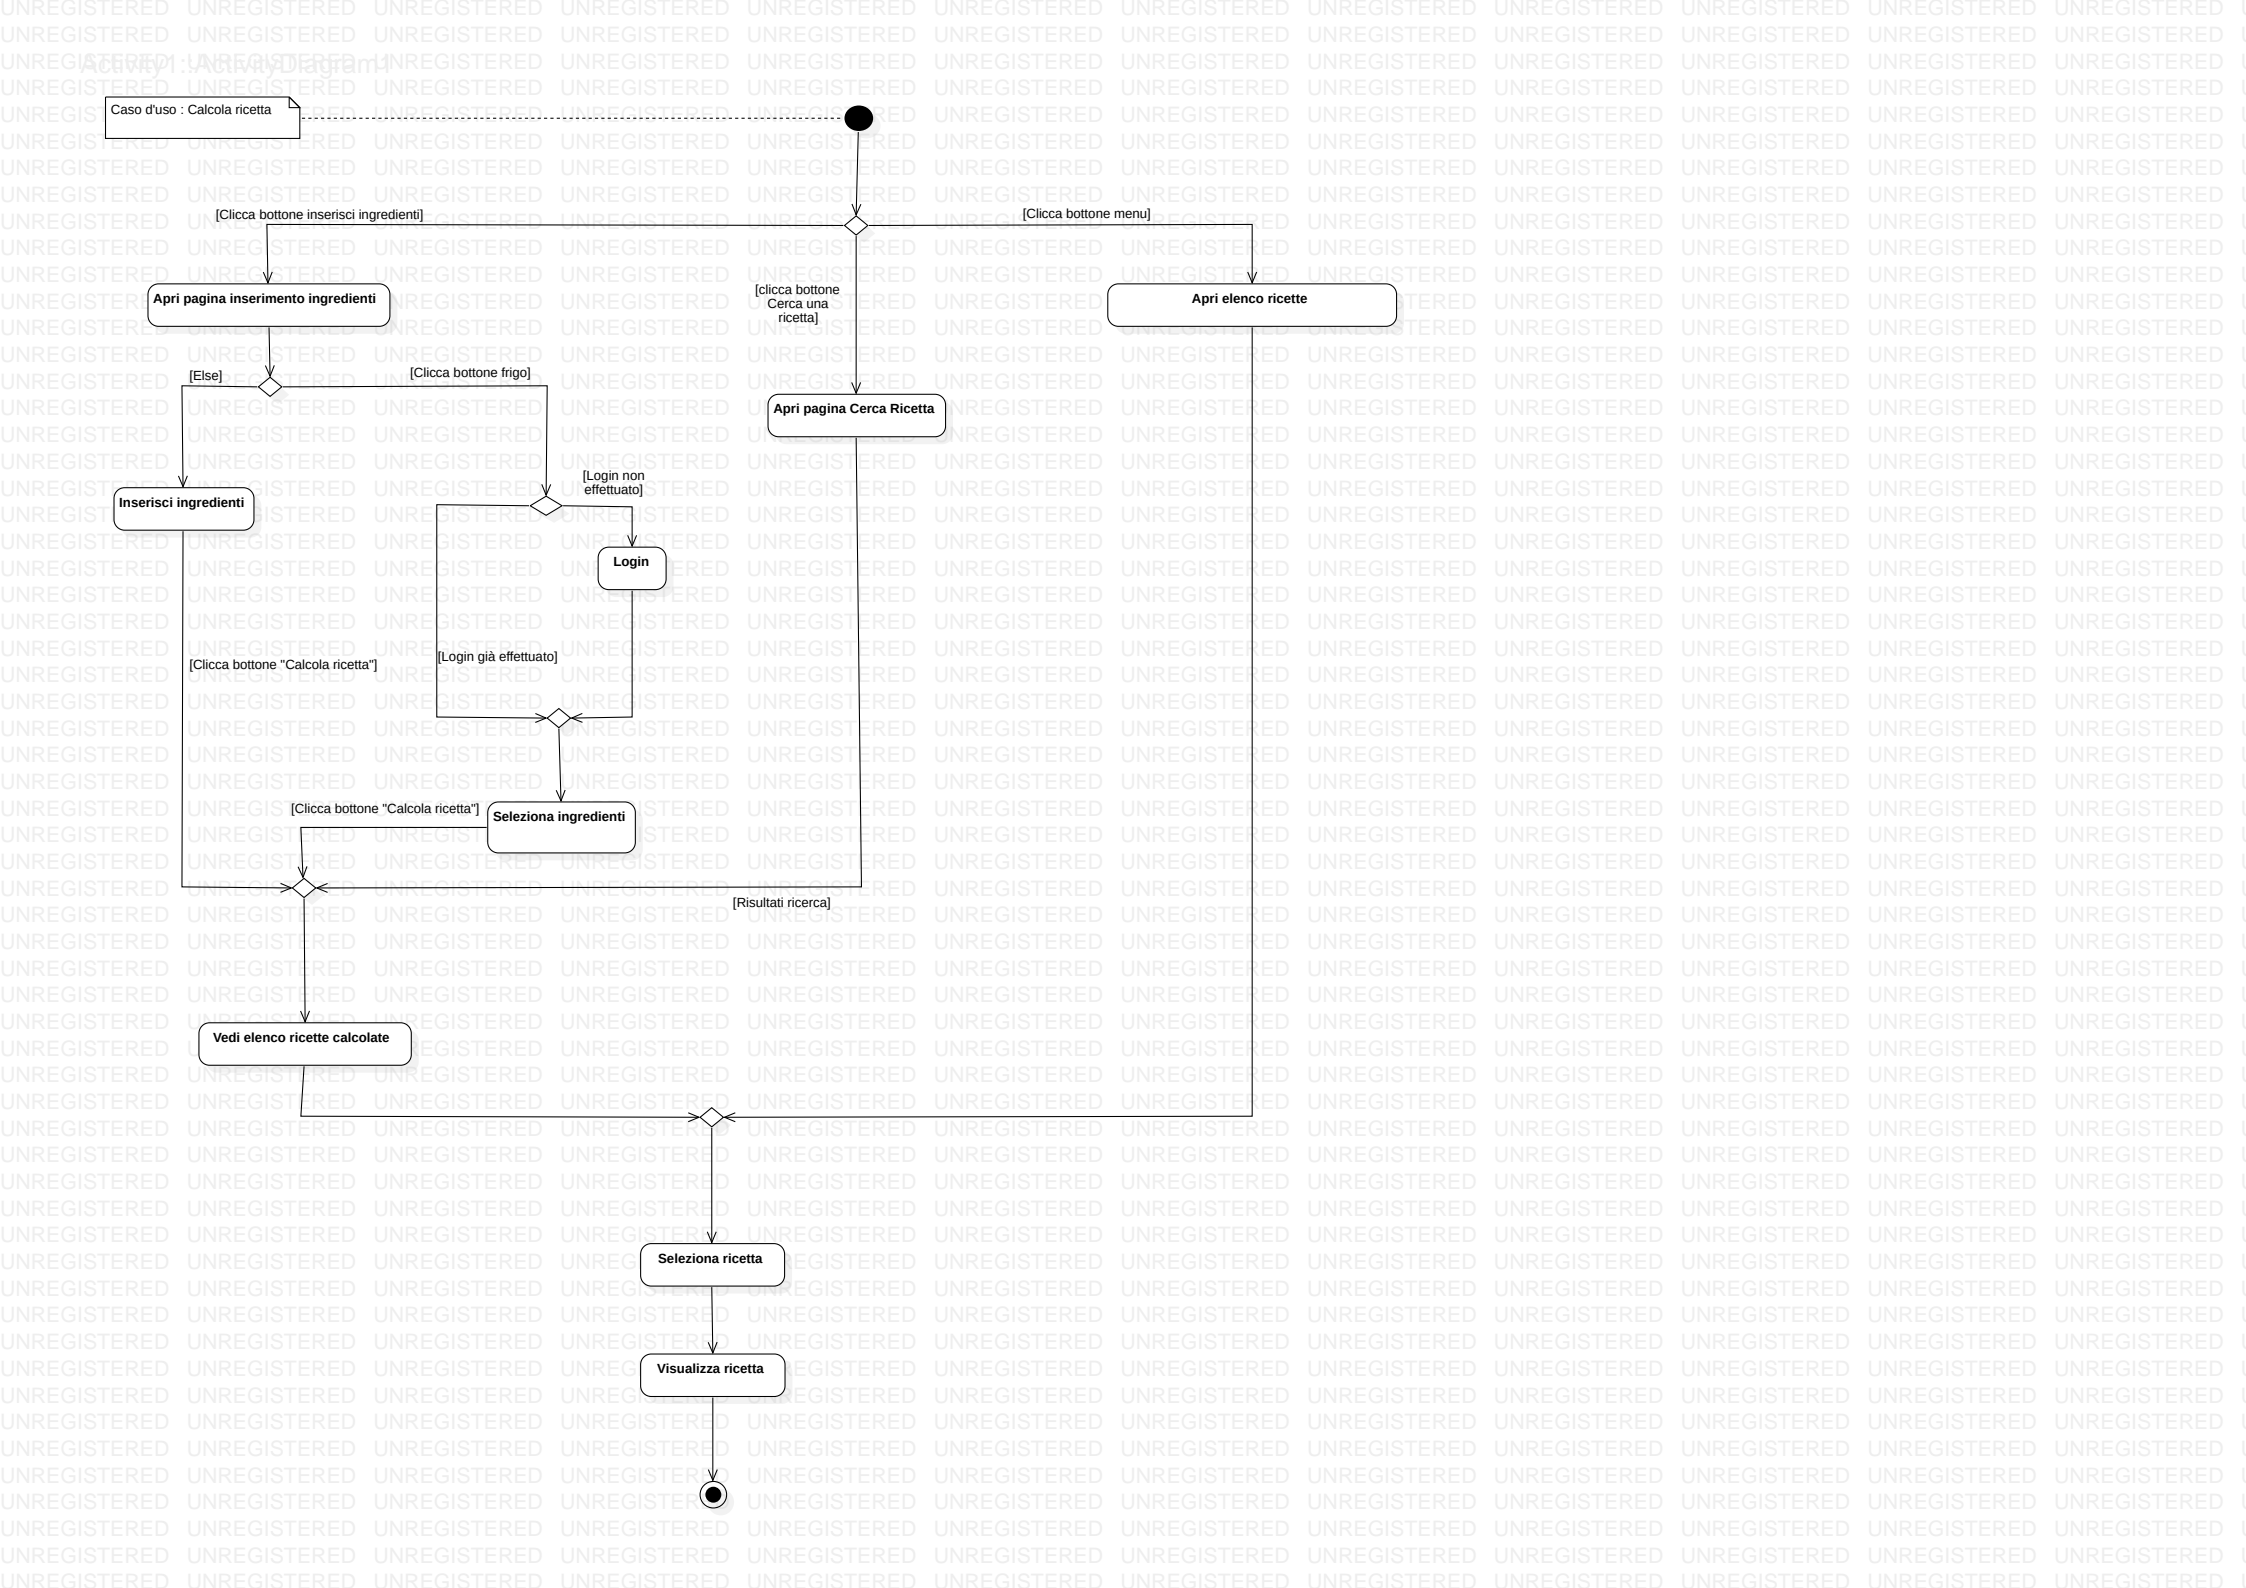 Activity1::ActivityDiagram1
Caso d'uso : Calcola ricetta
[Clicca bottone inserisci ingredienti]
[Clicca bottone menu]
Apri pagina inserimento ingredienti
[clicca bottone
Cerca una
ricetta]
Apri elenco ricette
[Else]
[Clicca bottone frigo]
Apri pagina Cerca Ricetta
[Login non
effettuato]
Inserisci ingredienti
Login
[Login già effettuato]
[Clicca bottone "Calcola ricetta"]
[Clicca bottone "Calcola ricetta"]
Seleziona ingredienti
[Risultati ricerca]
Vedi elenco ricette calcolate
Seleziona ricetta
Visualizza ricetta
UNREGISTERED